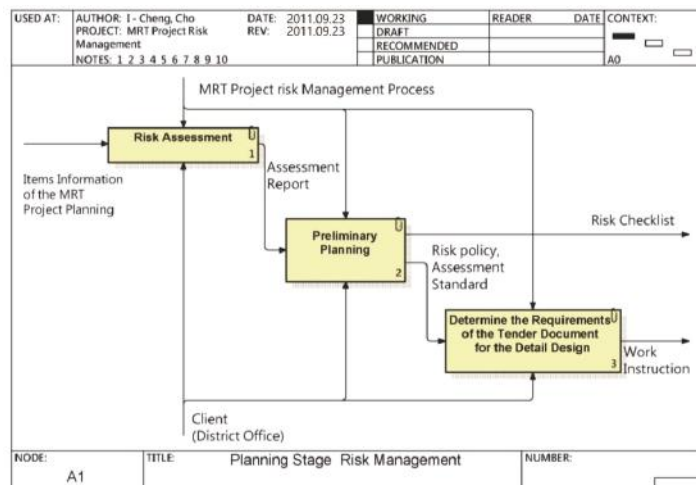 USED AT:
AUTHOR: I - Cheng, Cho
DATE: 2011.09.23
WORKING
READER
DATE
CONTEXT:
PROJECT: MRT Project Risk
Management
REV: 2011.09.23
DRAFT
RECOMMENDED
NOTES: 1 2 3 4 5 6 7 8 9 10
PUBLICATION
A0
MRT Project risk Management Process
Risk Assessment
1
Items Information
of the MRT
Project Planning
Assessment
Report
Preliminary
Planning
2
Risk Checklist
Risk policy,
Assessment
Standard
Determine the Requirements
of the Tender Document
for the Detail Design
3
Work
Instruction
Client
(District Office)
NODE:
A1
TITLE:
Planning Stage Risk Management
NUMBER: